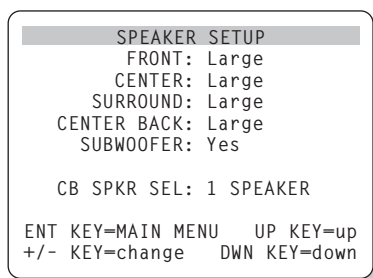 SPEAKER SETUP
FRONT: Large
CENTER: Large
SURROUND: Large
CENTER BACK: Large
SUBWOOFER: Yes
CB SPKR SEL: 1 SPEAKER
ENT KEY=MAIN MENU UP KEY=up
+/- KEY=change DWN KEY=down